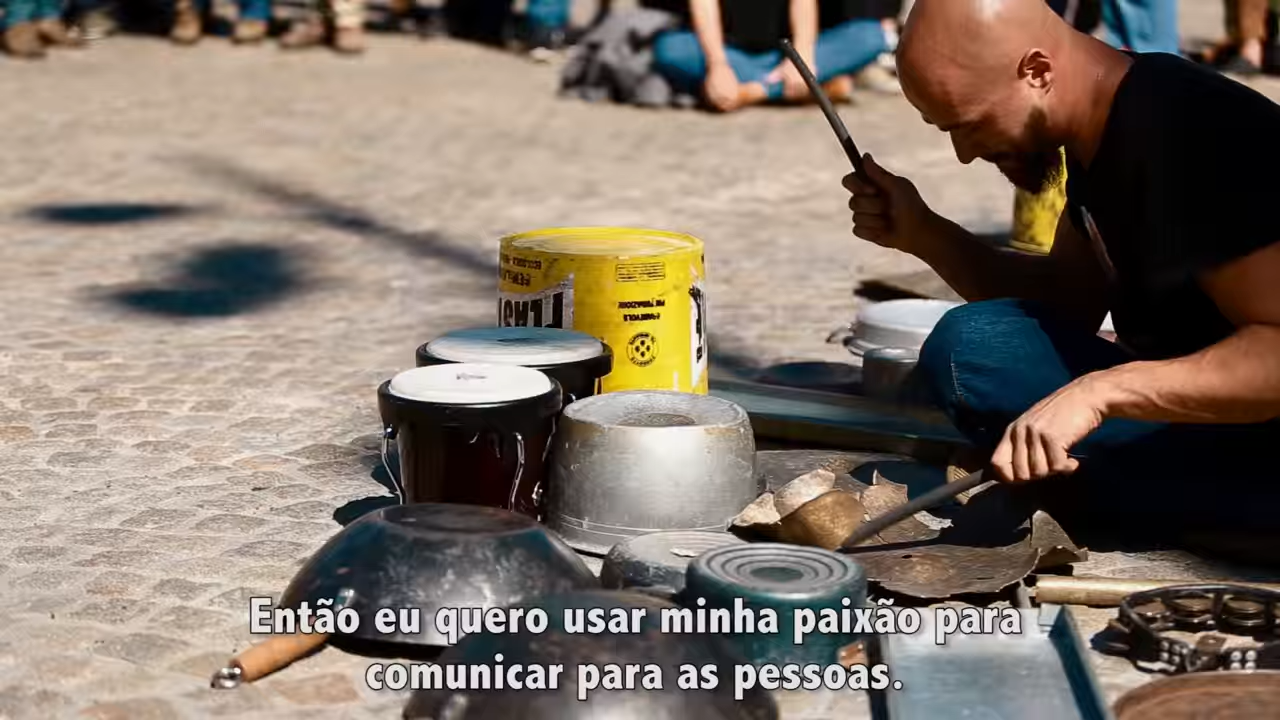 Então eu quero usar minha paixão para
comunicar para as pessoas.